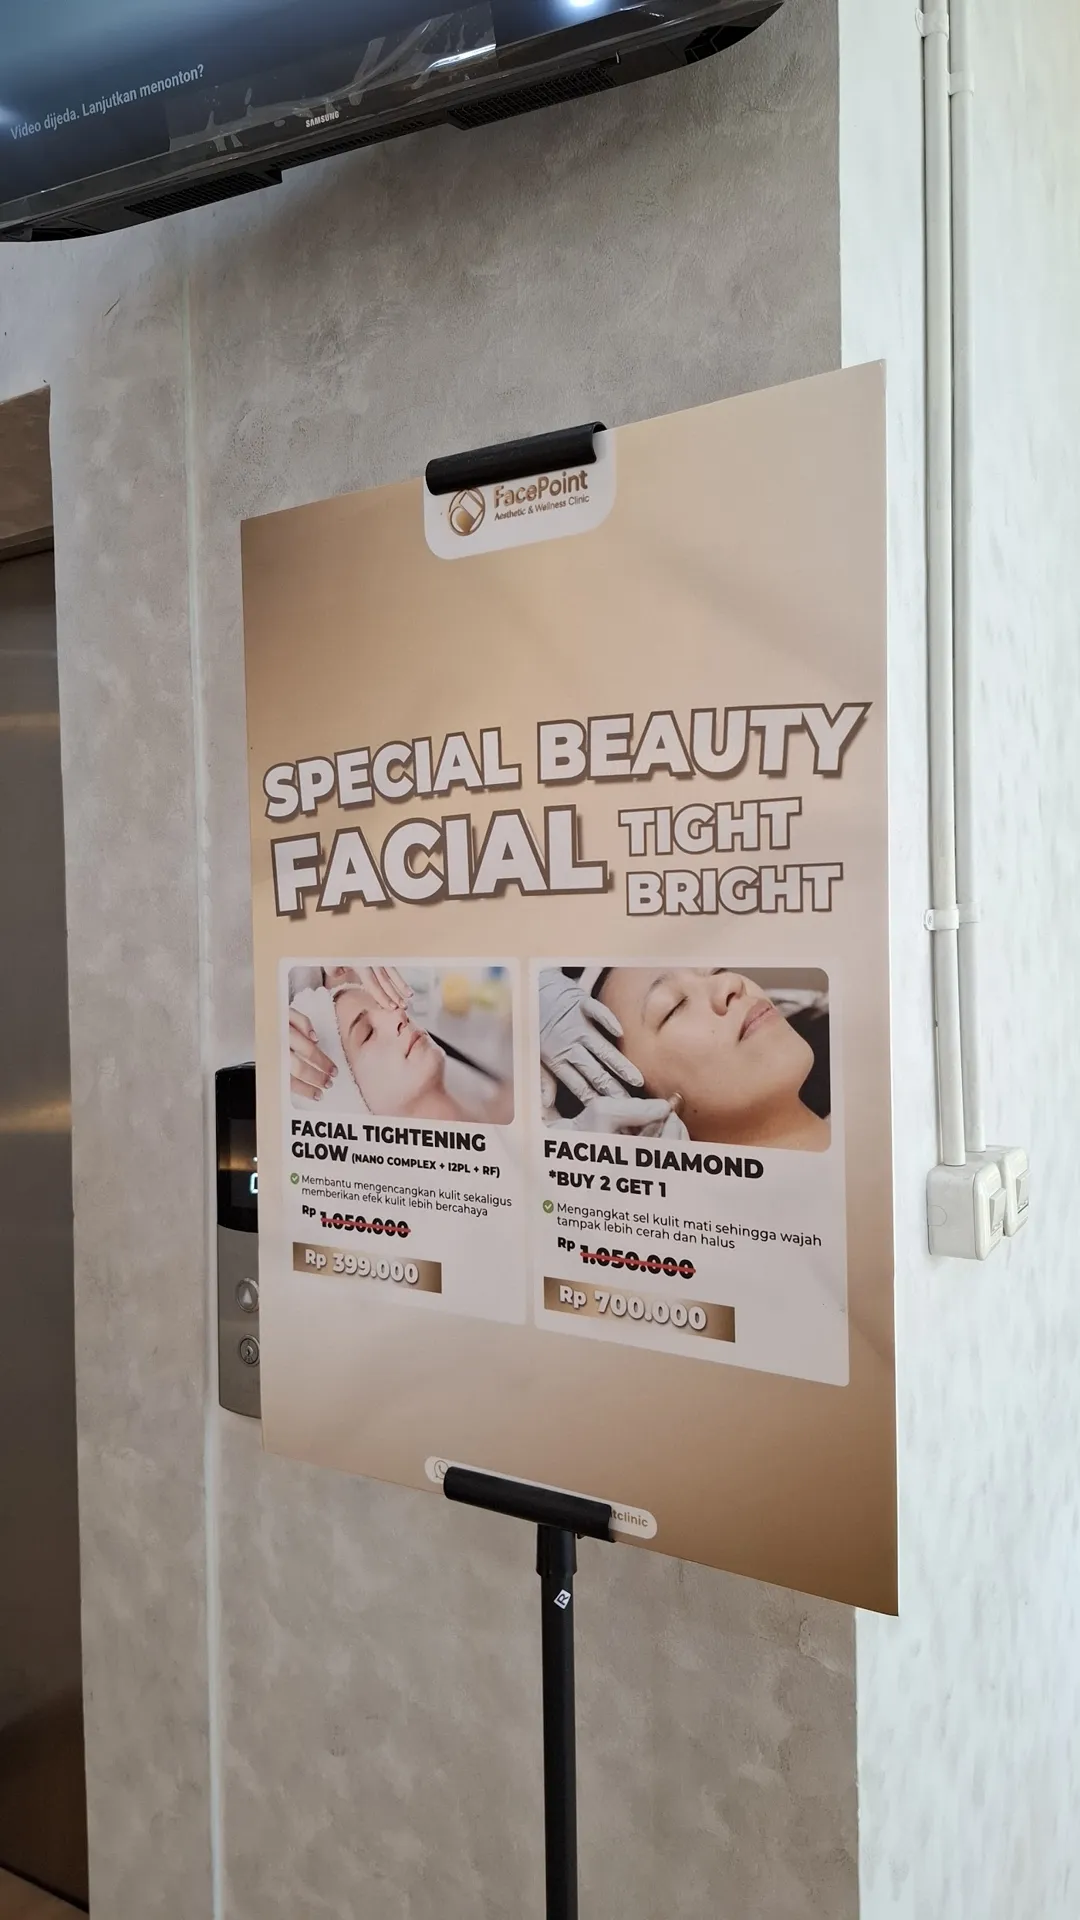 Video dijeda. Lanjutkan menonton?
SAMSUNG
FacePoint
Aesthetic & Wellness Clinic
SPECIAL BEAUTY
FACIAL TIGHT
BRIGHT
FACIAL TIGHTENING
GLOW (NANO COMPLEX + I2PL + RF)
Membantu mengencangkan kulit sekaligus
memberikan efek kulit lebih bercahaya
Rp 1.050.000
Rp 399.000
FACIAL DIAMOND
*BUY 2 GET 1
Mengangkat sel kulit mati sehingga wajah
tampak lebih cerah dan halus
Rp 1.050.000
Rp 700.000
tclinic
R